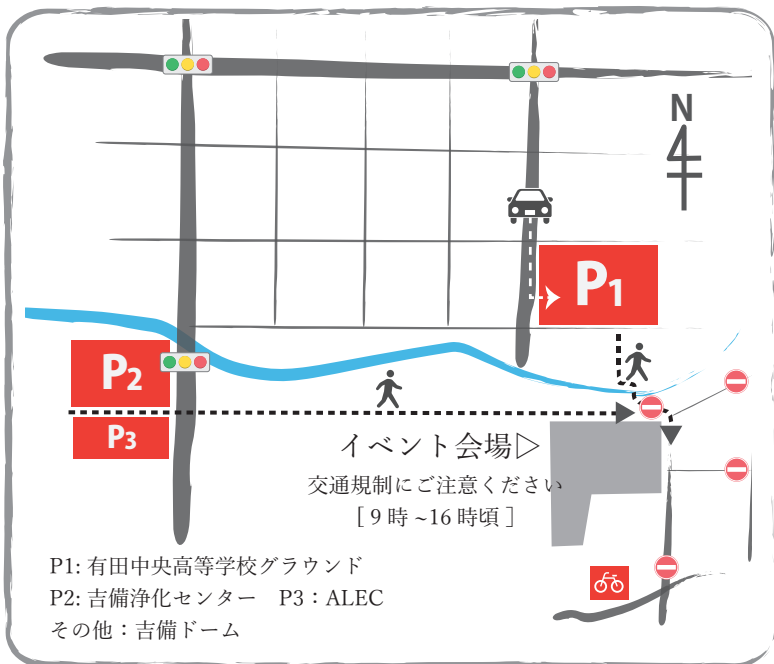 N
P1
P2
P3
イベント会場▷
交通規制にご注意ください
[ 9 時 ~16 時頃 ]
P1: 有田中央高等学校グラウンド
P2: 吉備浄化センター　P3：ALEC
その他：吉備ドーム